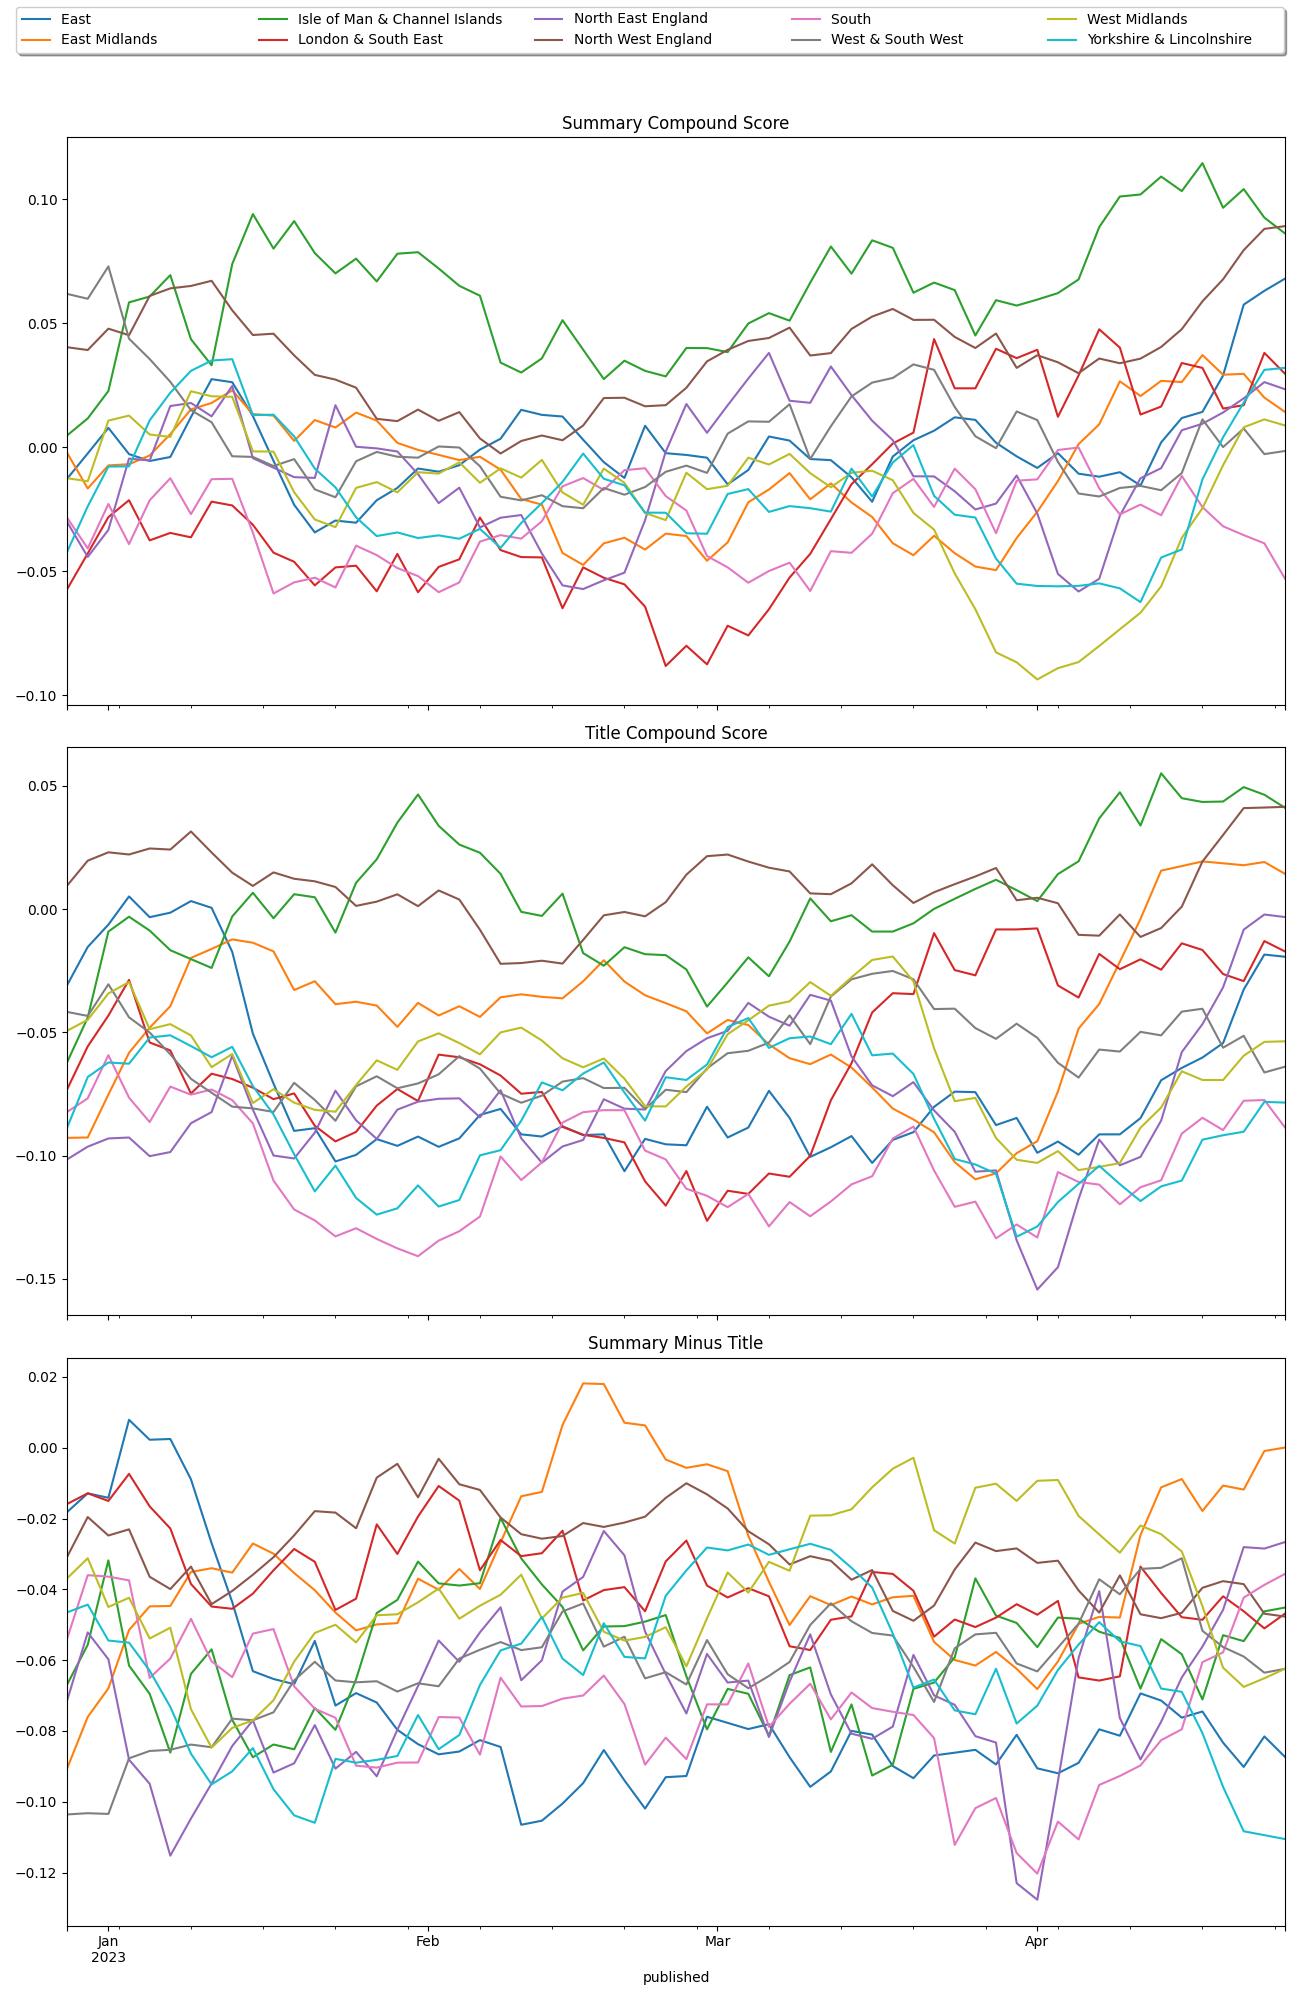 East
East Midlands
Isle of Man & Channel Islands
London & South East
North East England
North West England
South
West & South West
West Midlands
Yorkshire & Lincolnshire
Summary Compound Score
0.10
0.05
0.00
−0.05
−0.10
Title Compound Score
0.05
0.00
−0.05
−0.10
−0.15
Summary Minus Title
0.02
0.00
−0.02
−0.04
−0.06
−0.08
−0.10
−0.12
Jan
2023
Feb
Mar
Apr
published